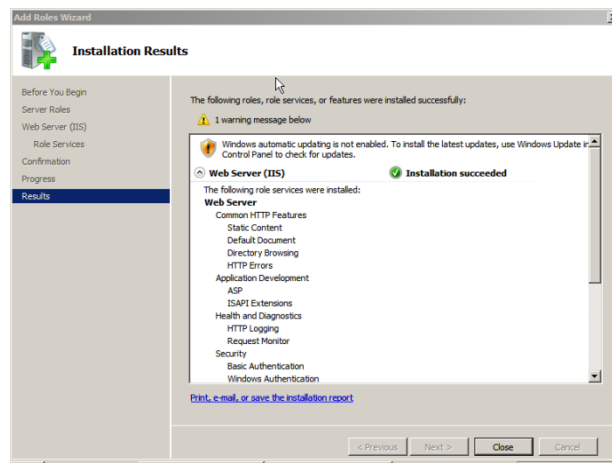 Add Roles Wizard
Installation Results
Before You Begin
Server Roles
Web Server (IIS)
Role Services
Confirmation
Progress
Results
The following roles, role services, or features were installed successfully:
1 warning message below
Windows automatic updating is not enabled. To install the latest updates, use Windows Update in
Control Panel to check for updates.
Web Server (IIS) Installation succeeded
The following role services were installed:
Web Server
Common HTTP Features
Static Content
Default Document
Directory Browsing
HTTP Errors
Application Development
ASP
ISAPI Extensions
Health and Diagnostics
HTTP Logging
Request Monitor
Security
Basic Authentication
Windows Authentication
Print, e-mail, or save the installation report
< Previous Next > Close Cancel